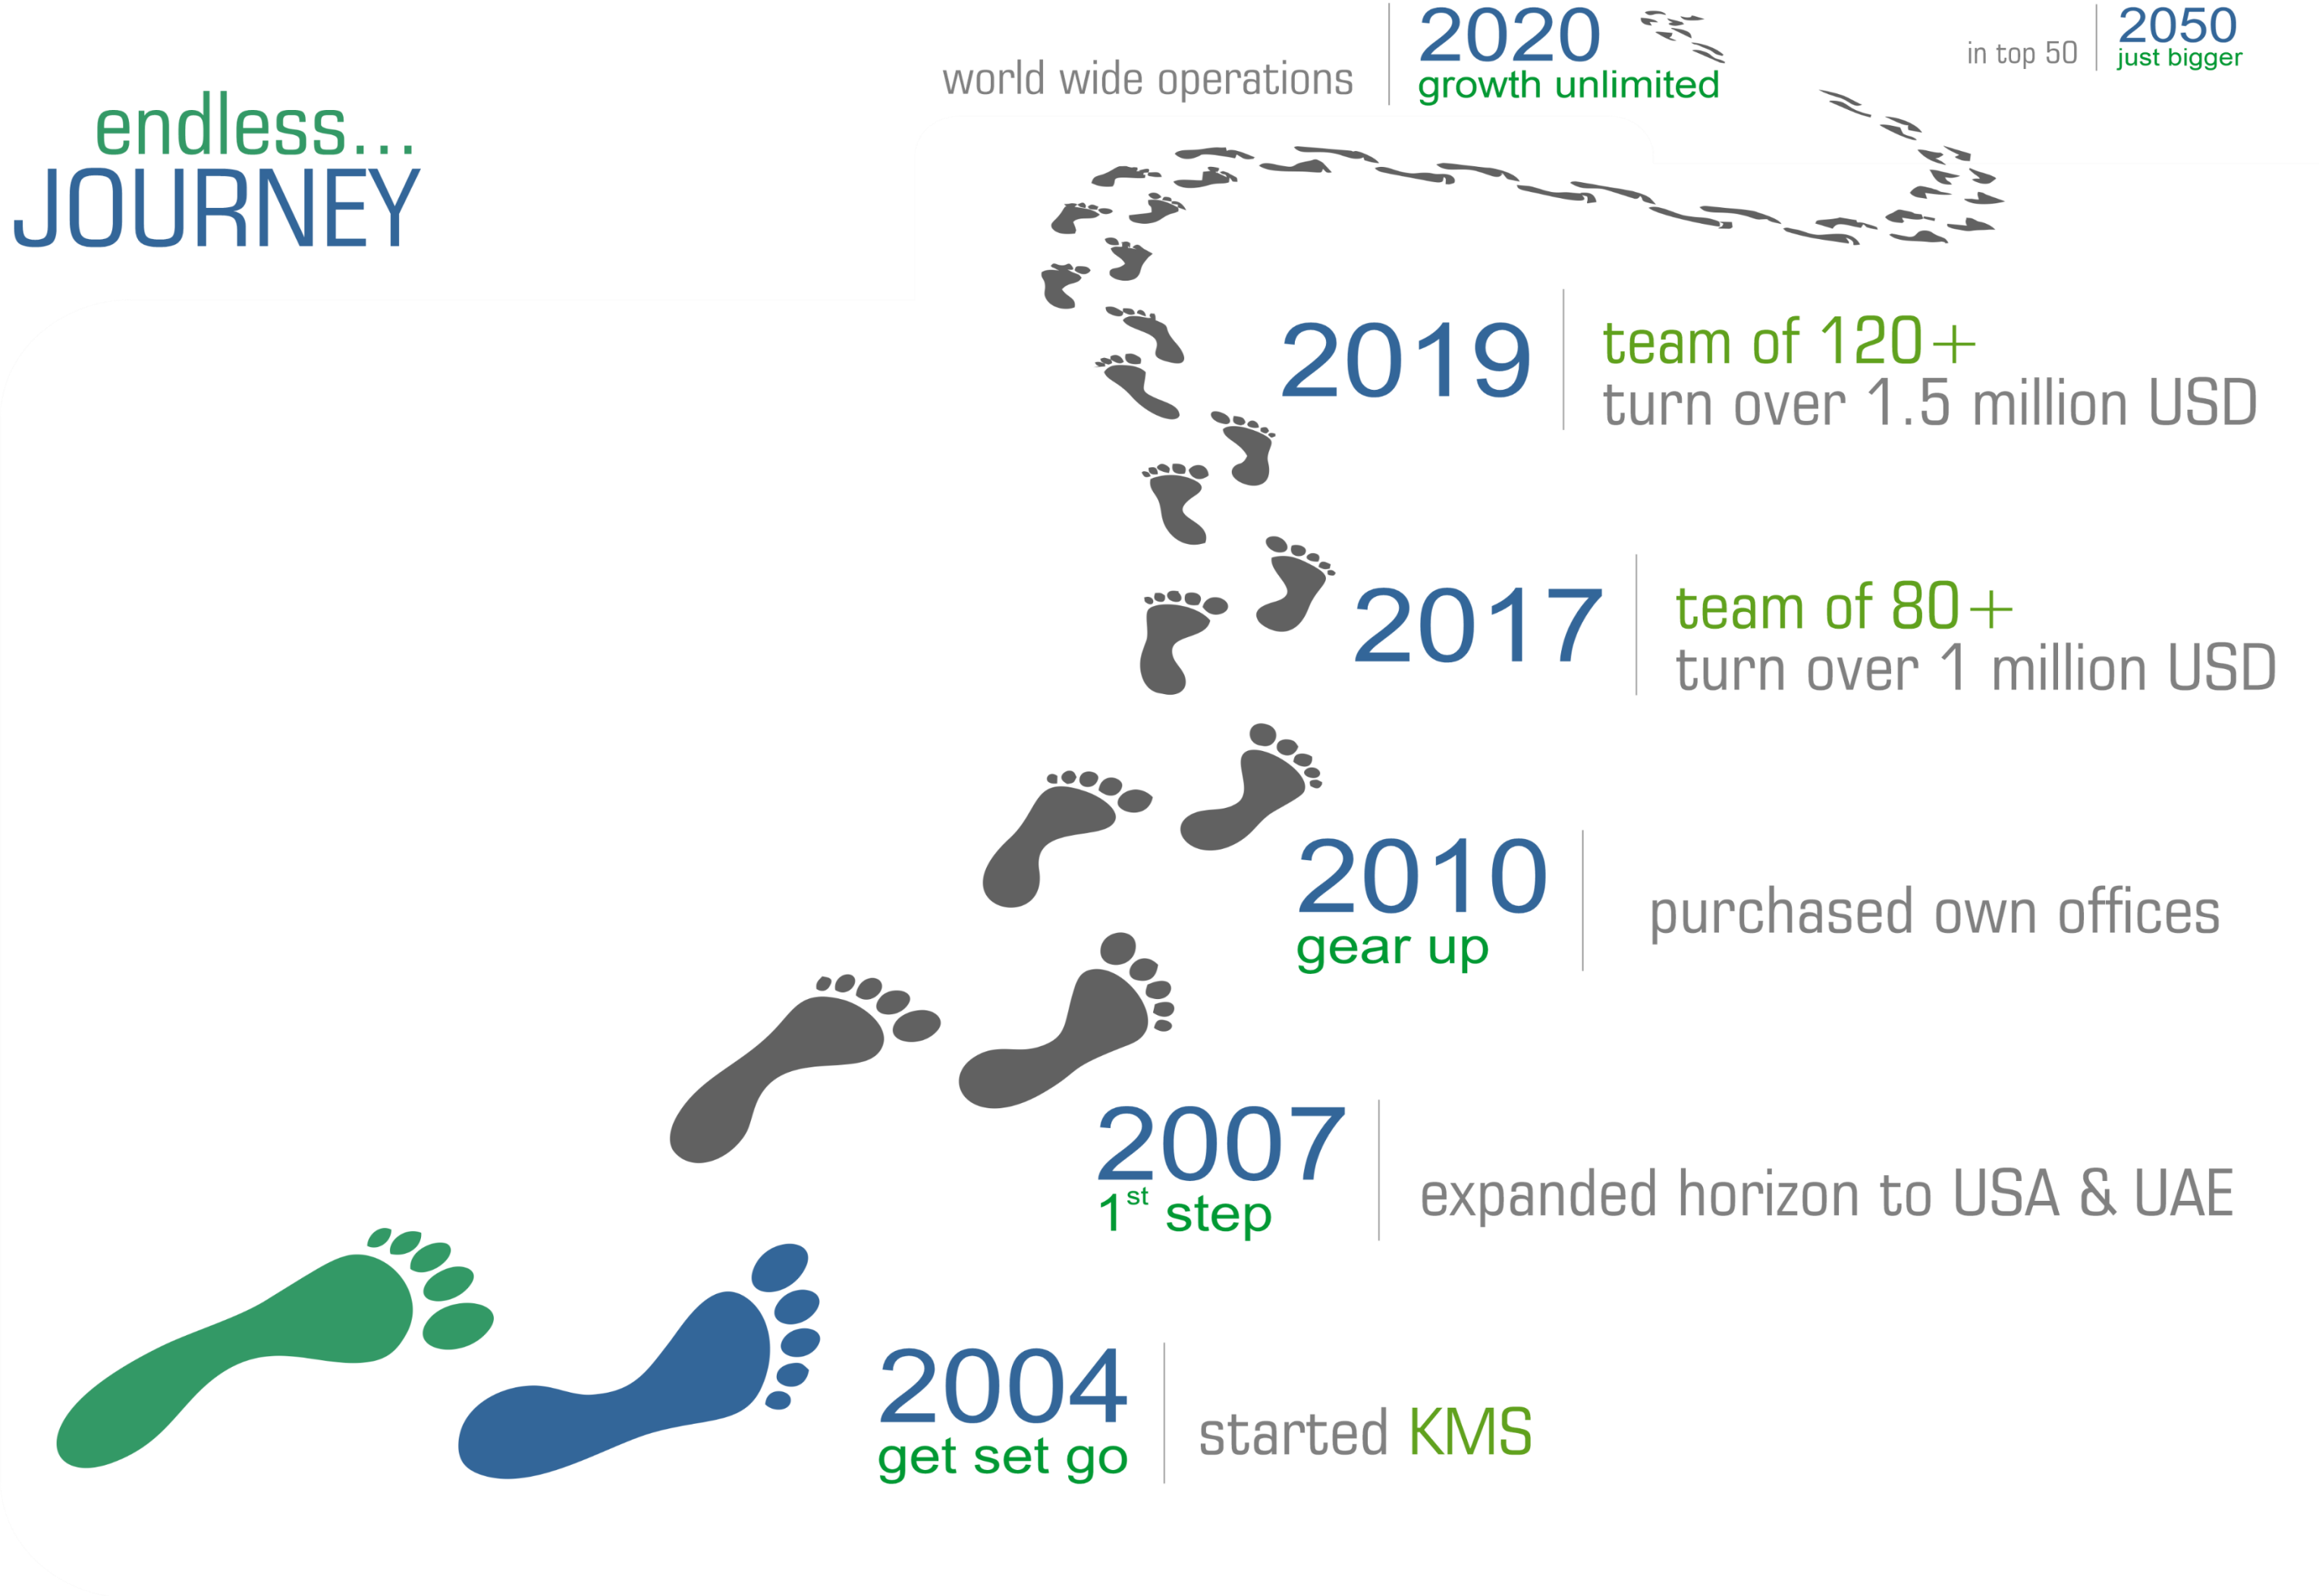 endless...
JOURNEY
world wide operations
2020
growth unlimited
in top 50
2050
just bigger
2019
team of 120+
turn over 1.5 million USD
2017
team of 80+
turn over 1 million USD
2010
gear up
purchased own offices
2007
1st step
expanded horizon to USA & UAE
2004
get set go
started KMS